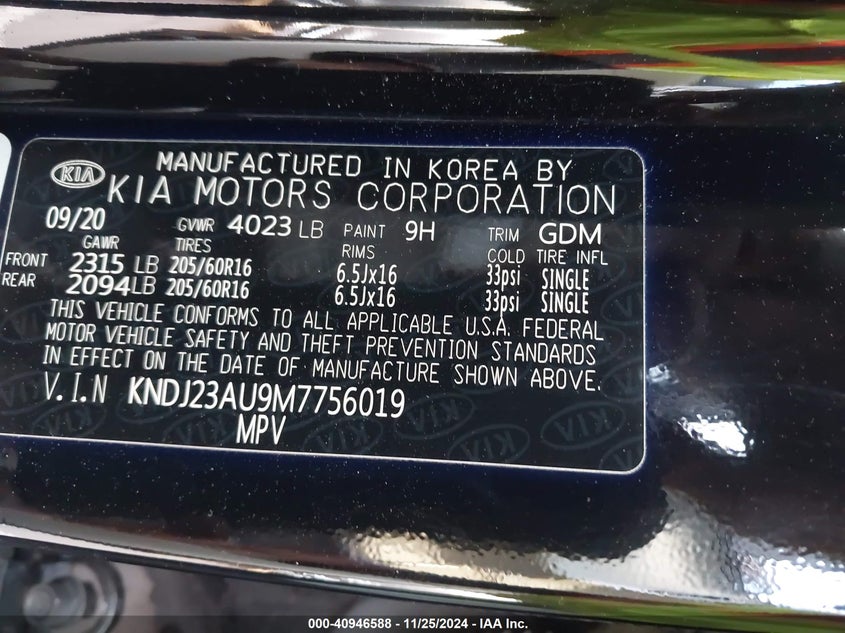 KIA MANUFACTURED IN KOREA BY
KIA MOTORS CORPORATION
09/20 GVWR 4023 LB PAINT 9H TRIM GDM
GAWR TIRES RIMS COLD TIRE INFL
FRONT 2315 LB 205/60R16 6.5Jx16 33psi SINGLE
REAR 2094 LB 205/60R16 6.5Jx16 33psi SINGLE
THIS VEHICLE CONFORMS TO ALL APPLICABLE U.S.A. FEDERAL
MOTOR VEHICLE SAFETY AND THEFT PREVENTION STANDARDS
IN EFFECT ON THE DATE OF MANUFACTURE SHOWN ABOVE.
V.I.N KNDJ23AU9M7756019
MPV
000-40946588 - 11/25/2024 - IAA Inc.